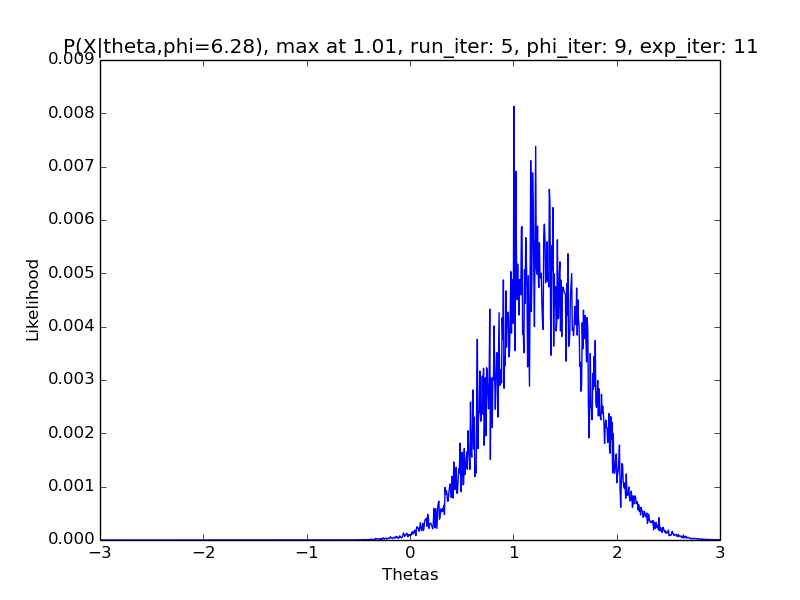 P(X|theta,phi=6.28), max at 1.01, run_iter: 5, phi_iter: 9, exp_iter: 11
0.009
0.008
0.007
0.006
0.005
0.004
0.003
0.002
0.001
0.000
Likelihood
−3 −2 −1 0 1 2 3
Thetas